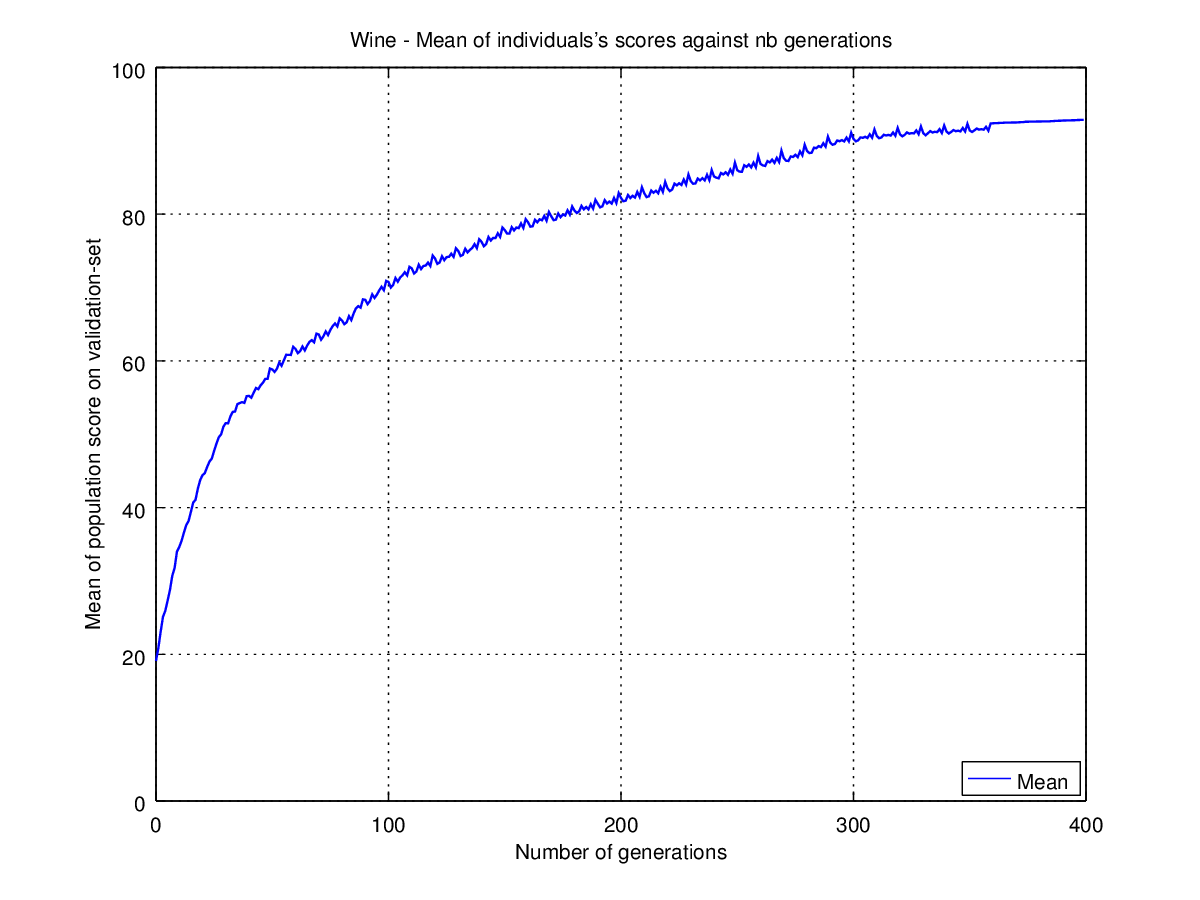 Wine - Mean of individuals's scores against nb generations
100
80
60
40
20
0
Mean of population score on validation-set
Mean
0 100 200 300 400
Number of generations